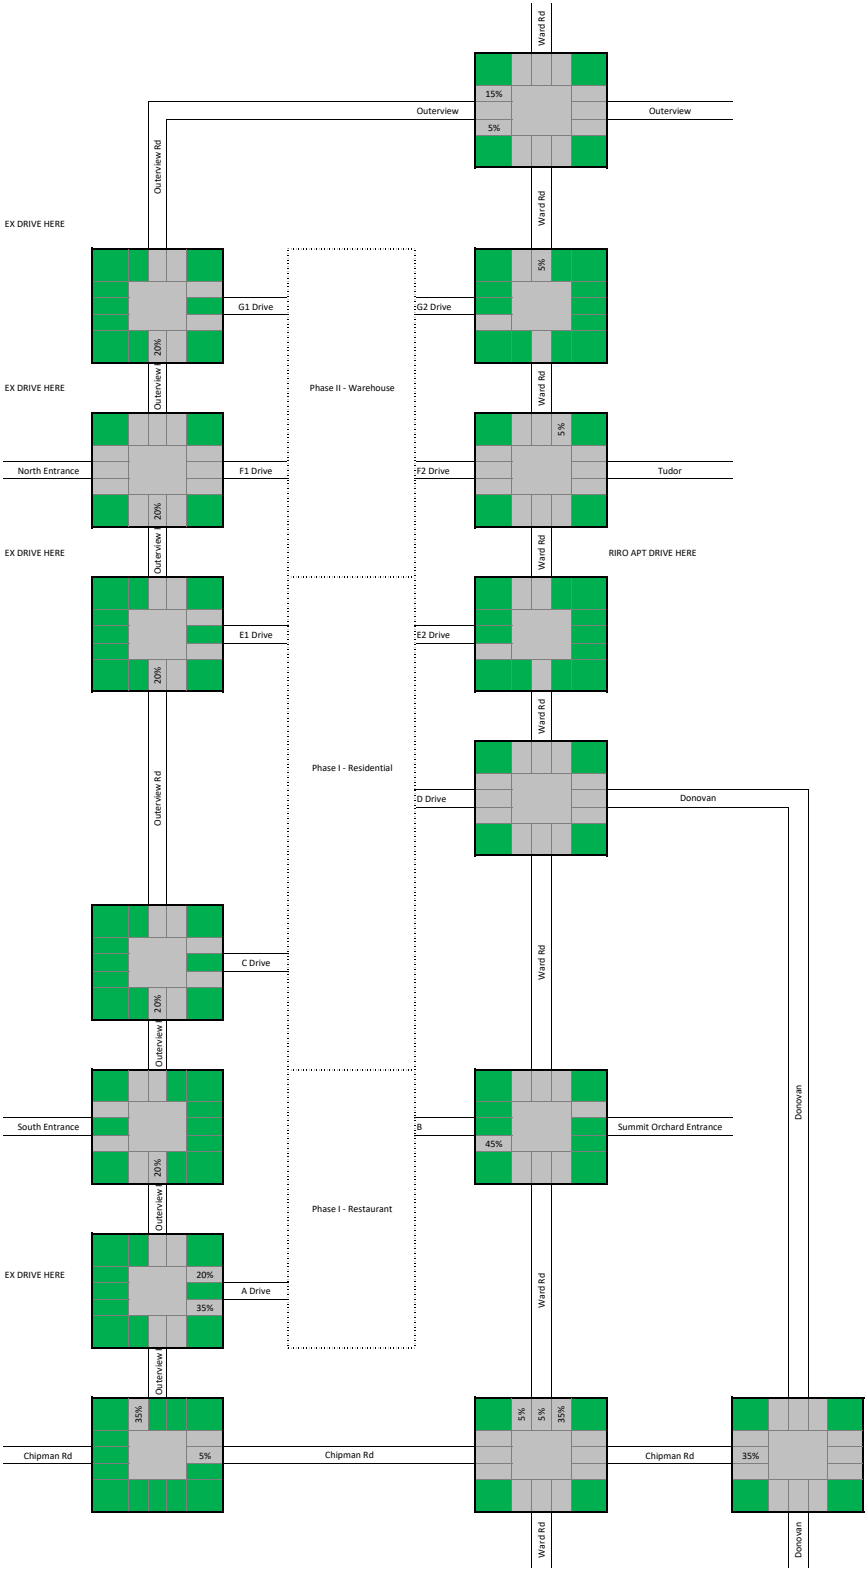 Ward Rd
15%
Outerview
Outerview
5%
Outerview Rd
Ward Rd
EX DRIVE HERE
5%
G1 Drive
G2 Drive
20%
Outerview
Ward Rd
EX DRIVE HERE
Phase II - Warehouse
5%
North Entrance
F1 Drive
F2 Drive
Tudor
20%
Outerview
Ward Rd
EX DRIVE HERE
RIRO APT DRIVE HERE
E1 Drive
E2 Drive
20%
Ward Rd
Phase I - Residential
Outerview Rd
D Drive
Donovan
Ward Rd
C Drive
20%
Outerview
Donovan
South Entrance
B
Summit Orchard Entrance
45%
20%
Outerview
Phase I - Restaurant
EX DRIVE HERE
20%
A Drive
35%
Ward Rd
Outerview
35%
5%
5%
35%
Chipman Rd
5%
Chipman Rd
Chipman Rd
35%
Ward Rd
Donovan